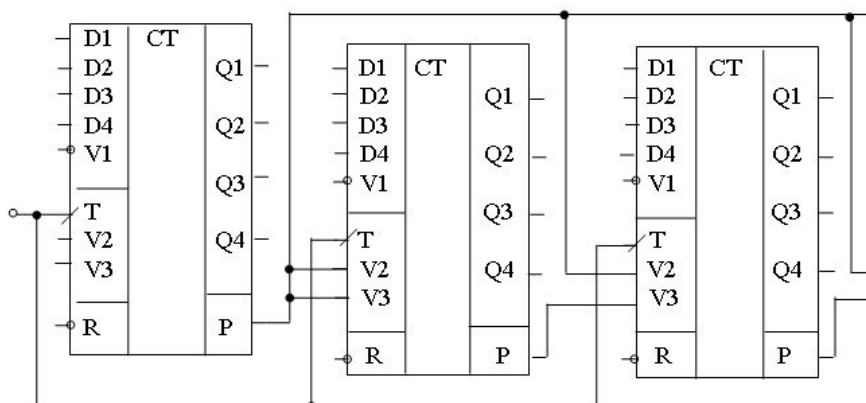 D1 CT
D2 Q1
D3
D4 Q2
V1
Q3
T
V2 Q4
V3
R P
D1 CT
D2 Q1
D3
D4 Q2
V1
Q3
T
V2 Q4
V3
R P
D1 CT
D2 Q1
D3
D4 Q2
V1
Q3
T
V2 Q4
V3
R P